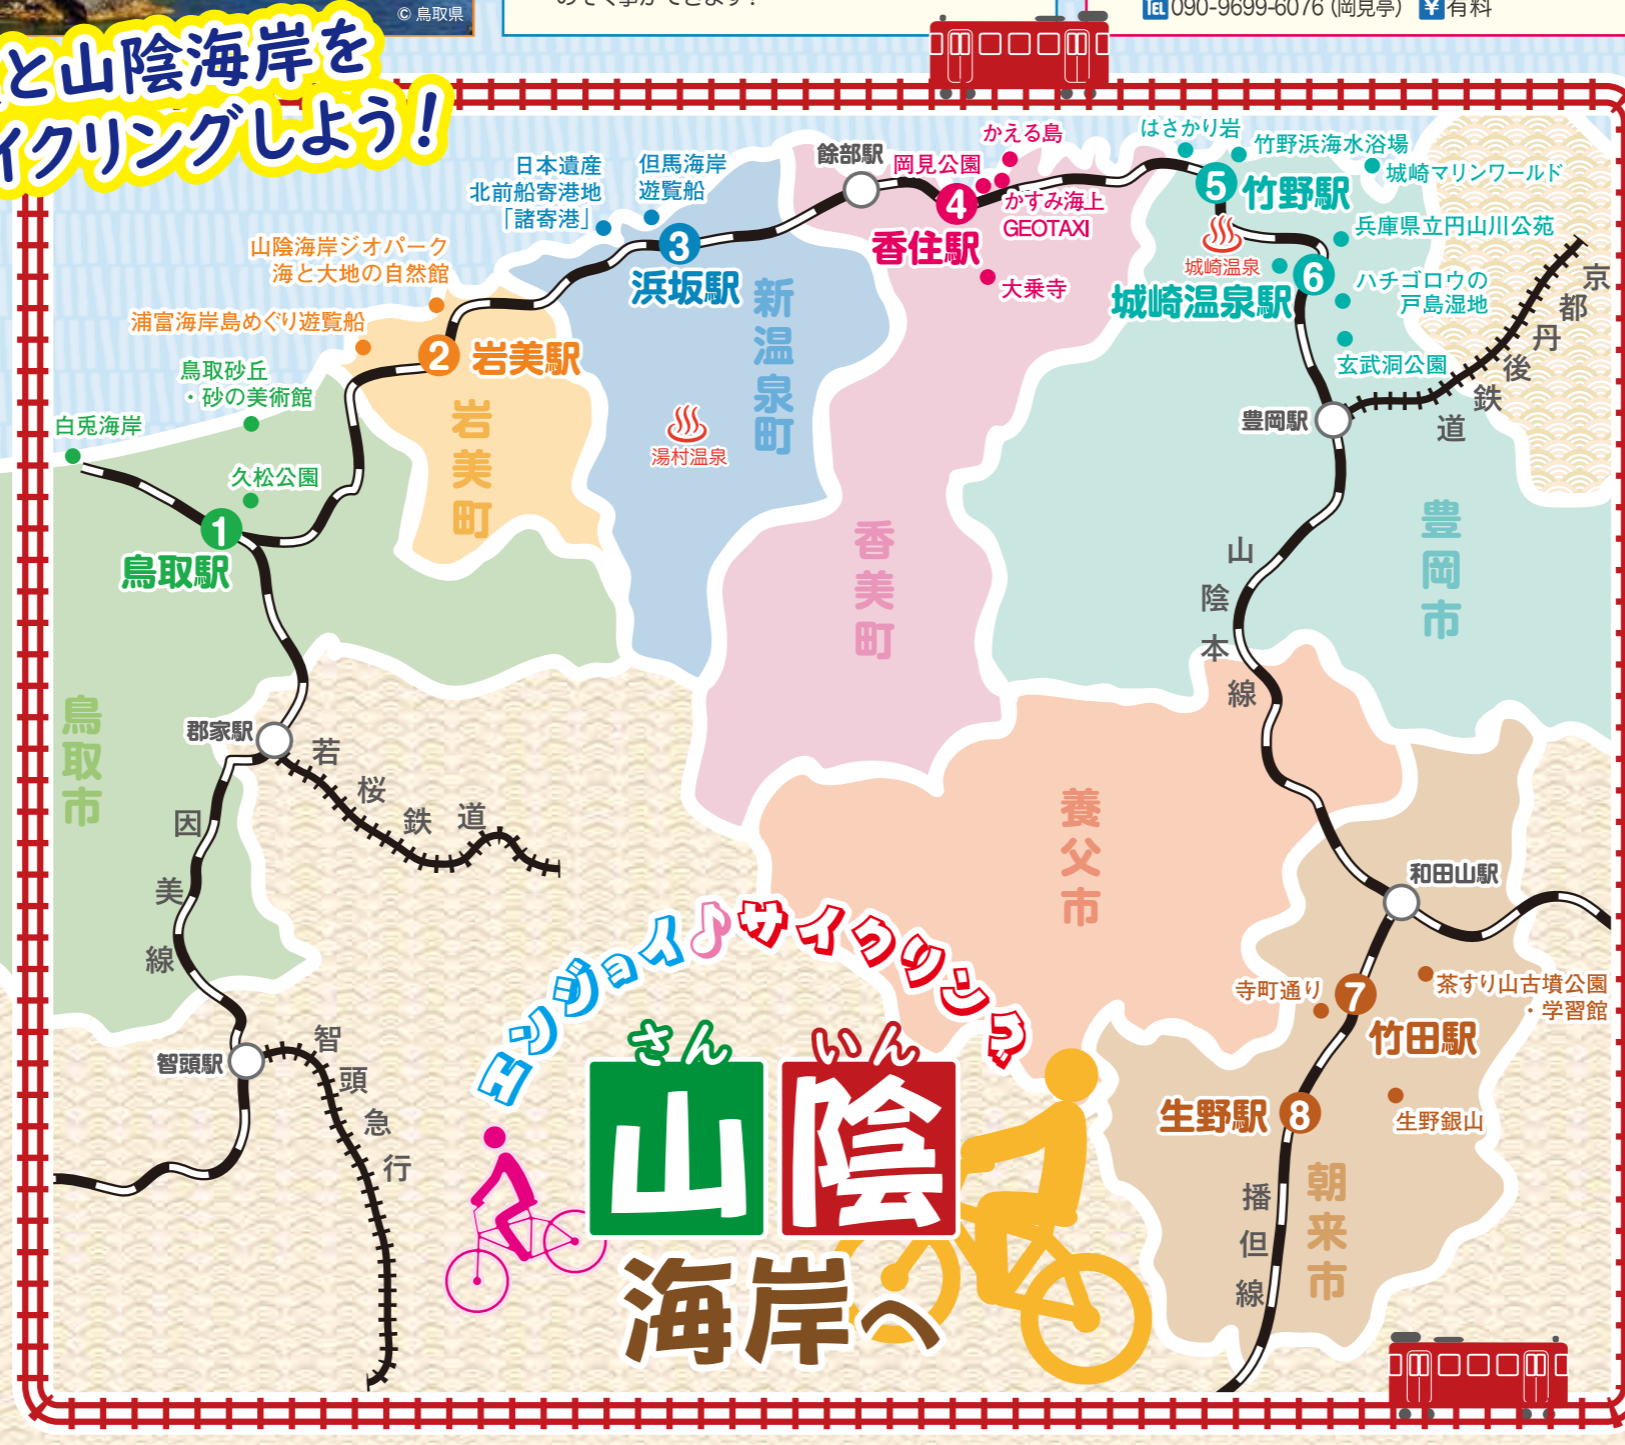 © 鳥取県
のぞく事ができます！
TEL 090-9699-6076 (岡見亭) ¥ 有料
と山陰海岸を
イクリングしよう！
日本遺産
北前船寄港地
「諸寄港」
但馬海岸
遊覧船
餘部駅
岡見公園
かえる島
かすみ海上
GEOTAXI
はさかり岩
竹野浜海水浴場
城崎マリンワールド
4
香住駅
大乗寺
5 竹野駅
兵庫県立円山川公苑
城崎温泉
城崎温泉駅 6
ハチゴロウの
戸島湿地
玄武洞公園
京都丹後鉄道
豊岡駅
山陰海岸ジオパーク
海と大地の自然館
浦富海岸島めぐり遊覧船
3
浜坂駅
新温泉町
2 岩美駅
岩美町
湯村温泉
鳥取砂丘
・砂の美術館
白兎海岸
久松公園
1
鳥取駅
香美町
豊岡市
山陰本線
鳥取市
郡家駅
若桜鉄道
因美線
養父市
和田山駅
寺町通り
7
竹田駅
茶すり山古墳公園
・学習館
智頭駅
智頭急行
生野駅 8
生野銀山
播但線
朝来市
エンジョイ♪サイクリング
さん いん
山陰
海岸へ